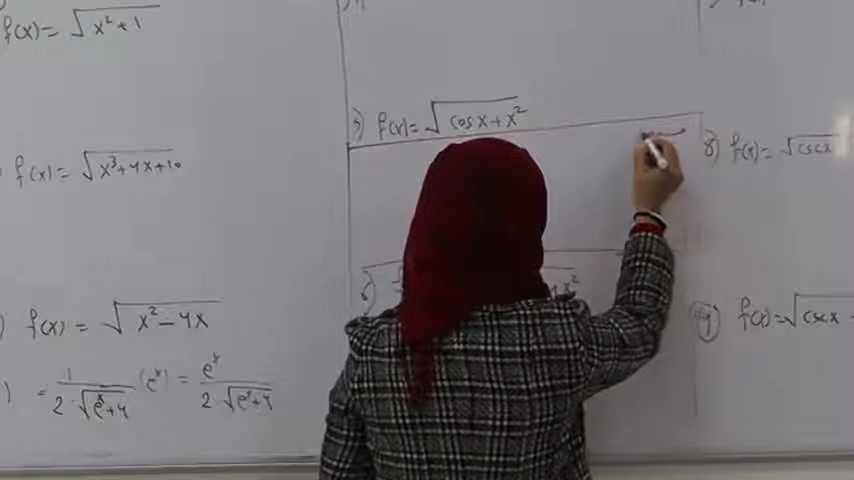 f(x) = √x² + 1
f(x) = √x³ + 4x + 10
f(x) = √x² - 4x
= 1 / 2·√eˣ+4 (eˣ) = eˣ / 2√eˣ+4
f(x) = √cos x + x²
6)
8) f(x) = √csc x
f(x) = √csc x